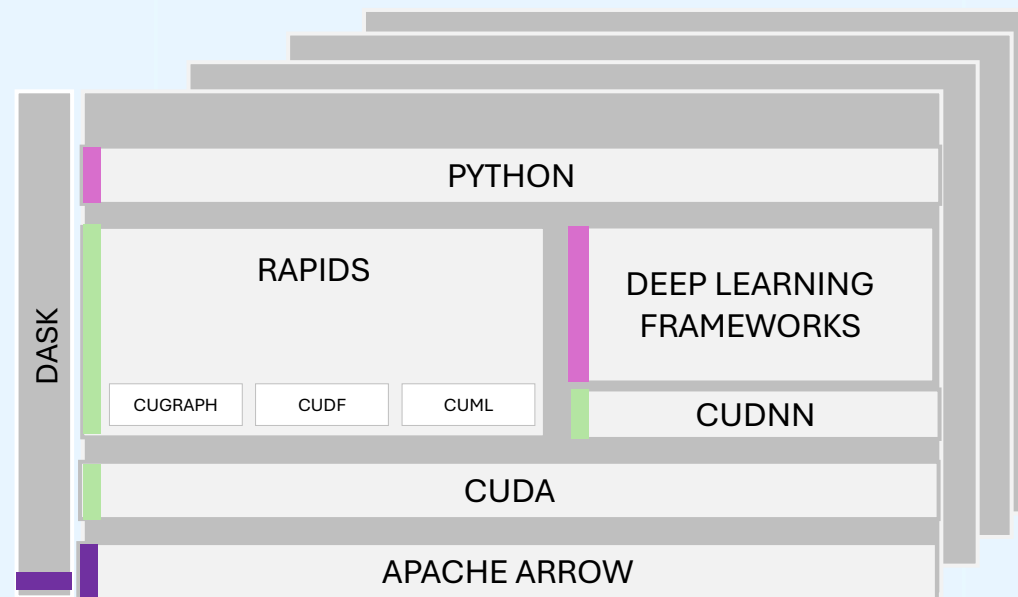 DASK
PYTHON
RAPIDS
CUGRAPH
CUDF
CUML
DEEP LEARNING
FRAMEWORKS
CUDNN
CUDA
APACHE ARROW